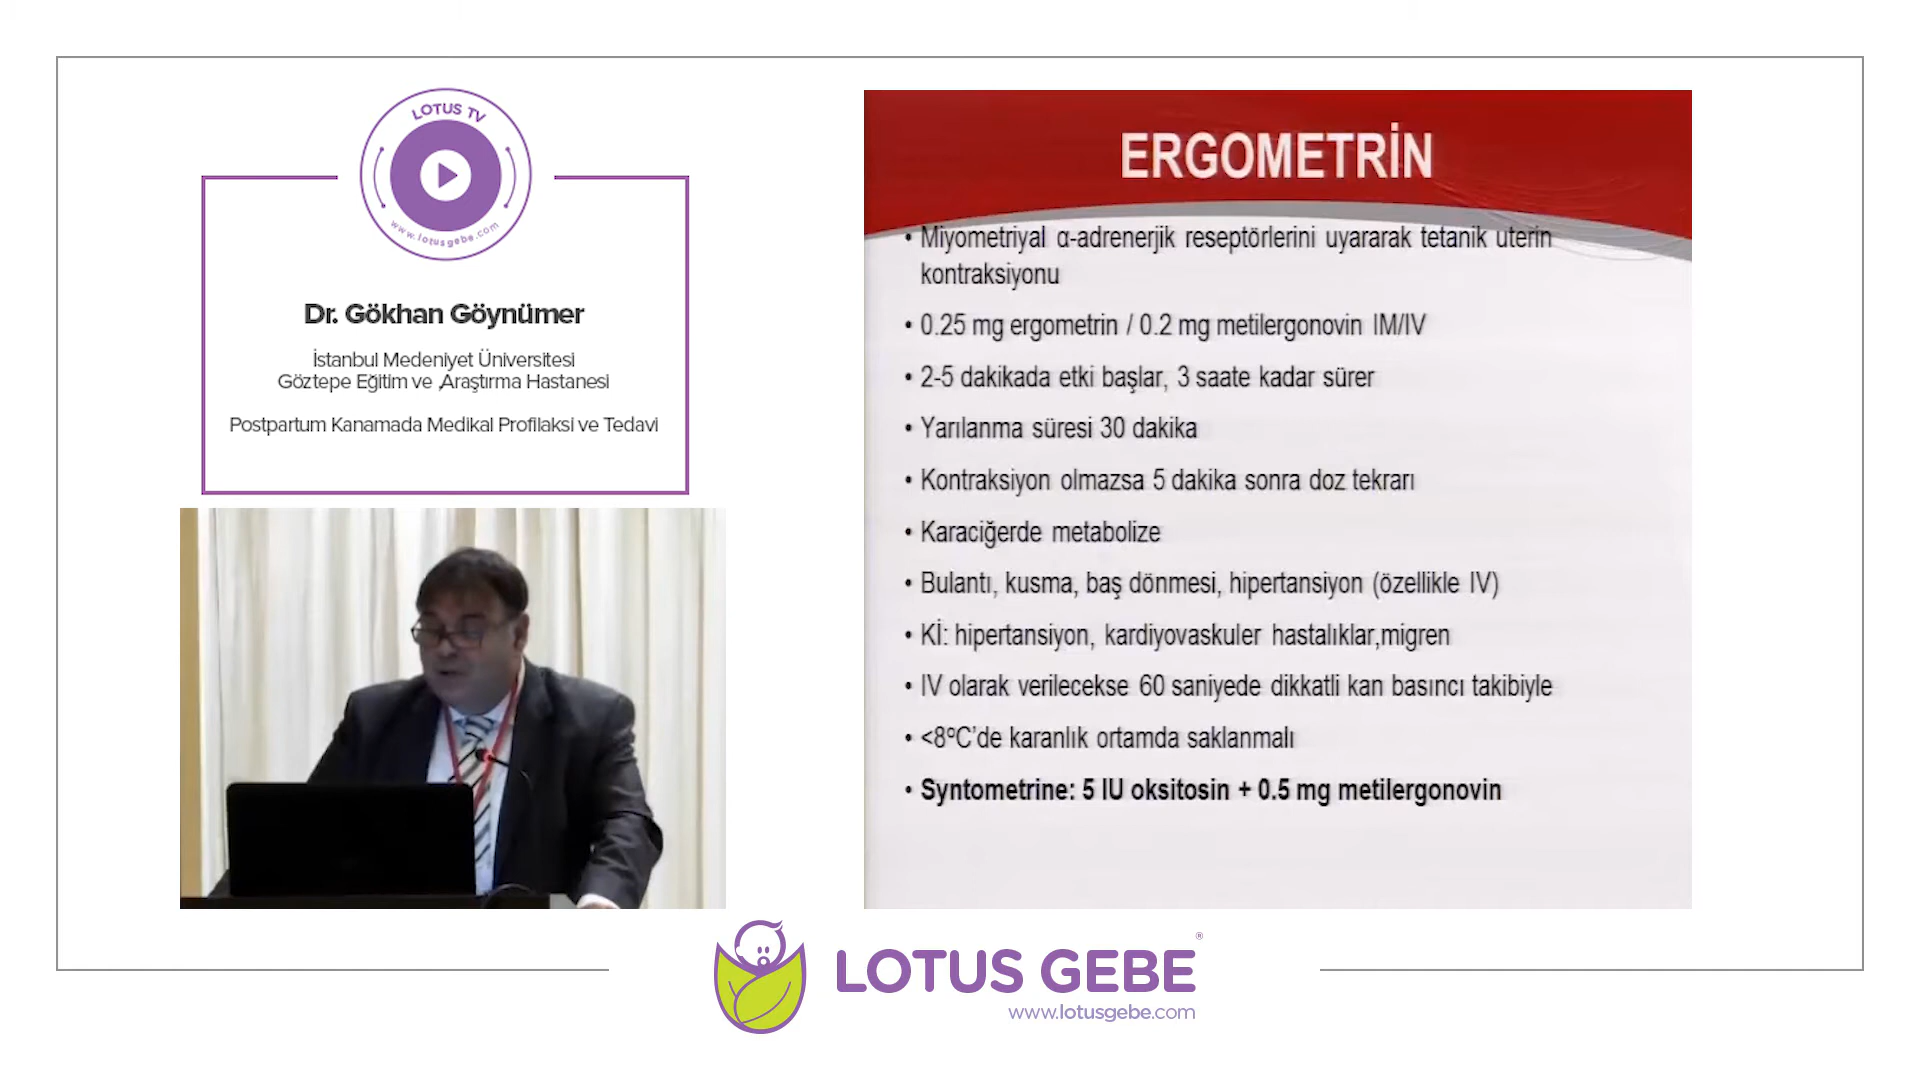 LOTUS TV
www.lotusgebe.com
Dr. Gökhan Göynümer
İstanbul Medeniyet Üniversitesi
Göztepe Eğitim ve ,Araştırma Hastanesi
Postpartum Kanamada Medikal Profilaksi ve Tedavi
ERGOMETRİN
• Miyometriyal α-adrenerjik reseptörlerini uyararak tetanik uterin
kontraksiyonu
• 0.25 mg ergometrin / 0.2 mg metilergonovin IM/IV
• 2-5 dakikada etki başlar, 3 saate kadar sürer
• Yarılanma süresi 30 dakika
• Kontraksiyon olmazsa 5 dakika sonra doz tekrarı
• Karaciğerde metabolize
• Bulantı, kusma, baş dönmesi, hipertansiyon (özellikle IV)
• Kİ: hipertansiyon, kardiyovaskuler hastalıklar,migren
• IV olarak verilecekse 60 saniyede dikkatli kan basıncı takibiyle
• <8ºC’de karanlık ortamda saklanmalı
• Syntometrine: 5 IU oksitosin + 0.5 mg metilergonovin
LOTUS GEBE®
www.lotusgebe.com